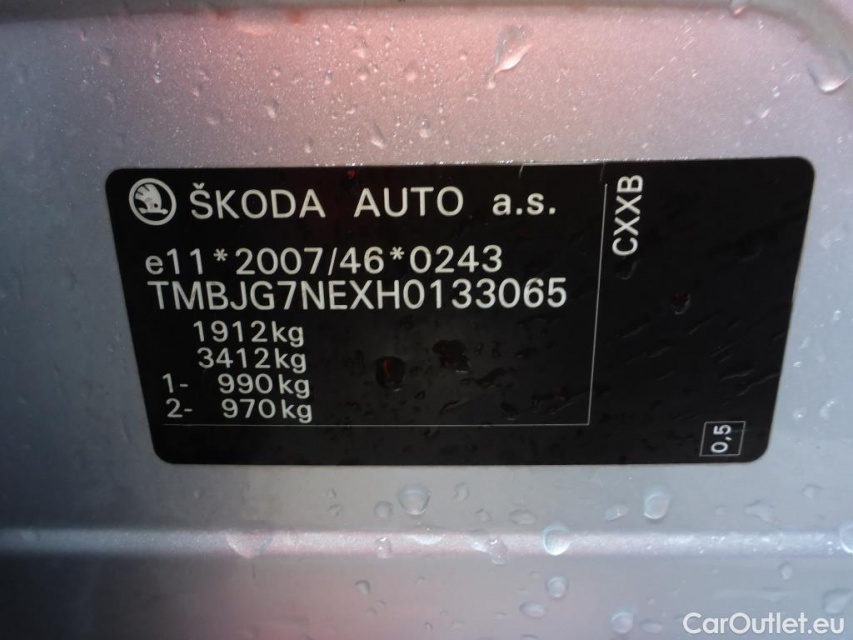 ŠKODA AUTO a.s.
e11*2007/46*0243
TMBJG7NEXH0133065
1912kg
3412kg
1- 990kg
2- 970kg
CXXB
0,5
CarOutlet.eu